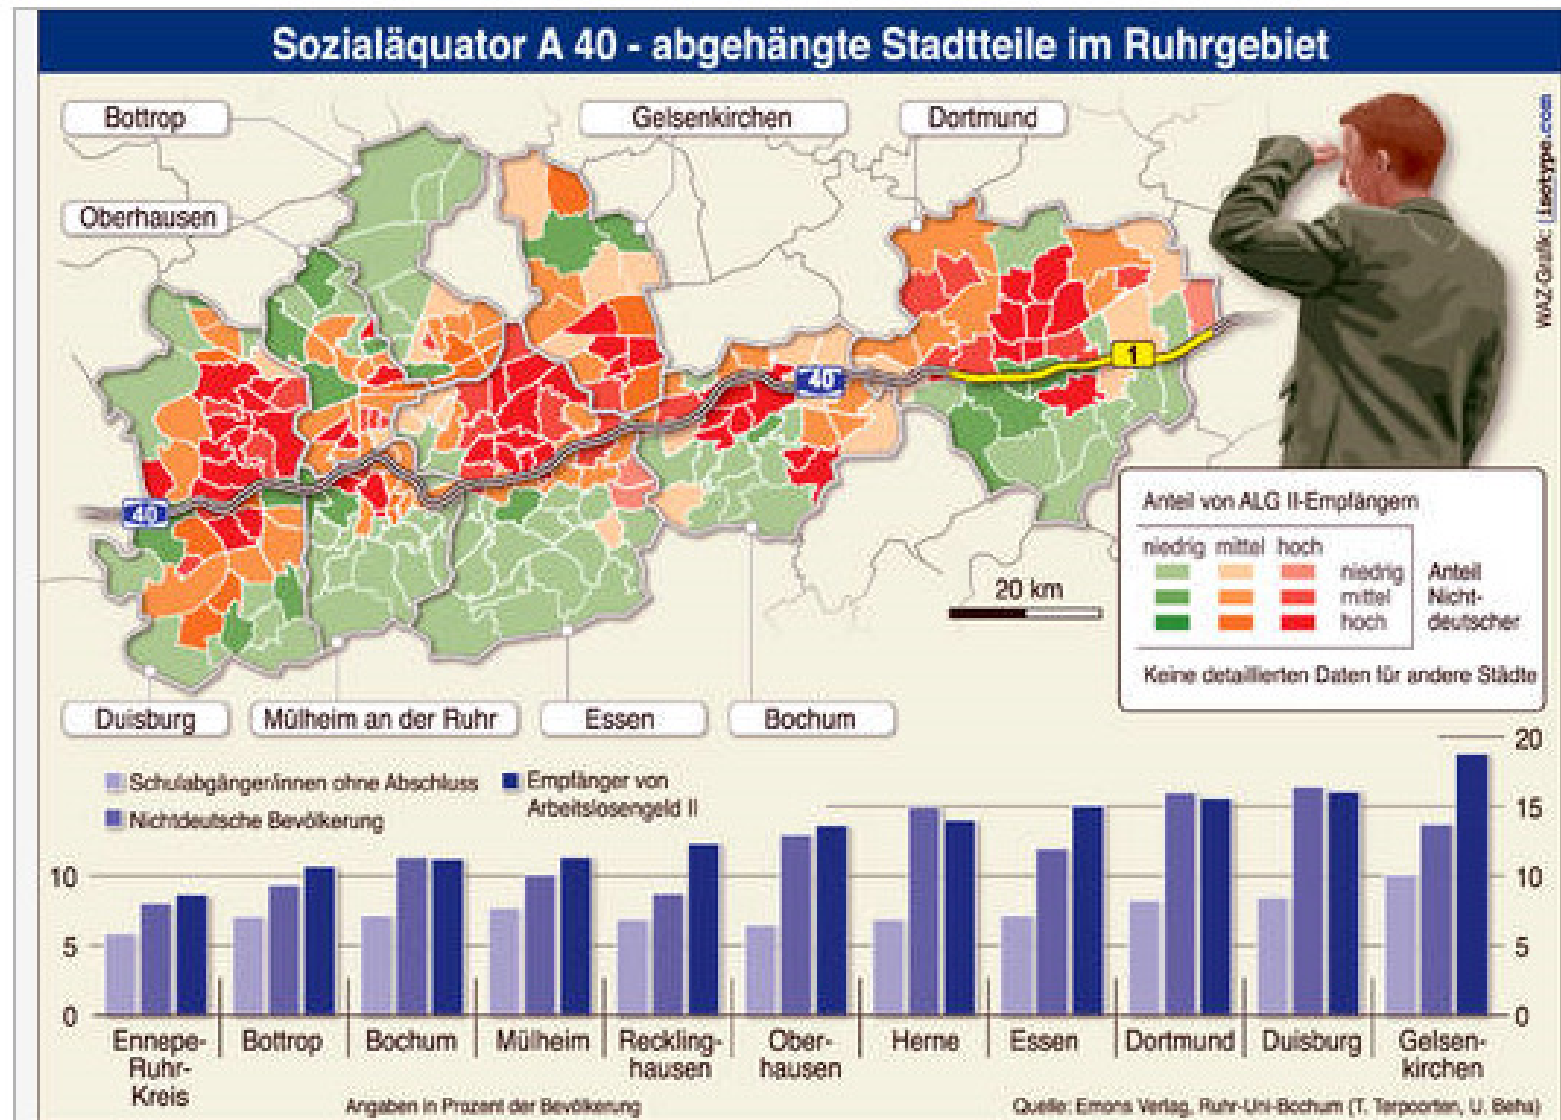 Sozialäquator A 40 - abgehängte Stadtteile im Ruhrgebiet
Bottrop
Gelsenkirchen
Dortmund
Oberhausen
WAZ-Grafik: isotype.com
1
40
40
Anteil von ALG II-Empfängern
niedrig mittel hoch
niedrig
mittel
hoch
Anteil
Nicht-
deutscher
Keine detaillierten Daten für andere Städte
20 km
Duisburg
Mülheim an der Ruhr
Essen
Bochum
Schulabgänger/innen ohne Abschluss
Nichtdeutsche Bevölkerung
Empfänger von
Arbeitslosengeld II
20
15
10
10
5
5
0
0
Ennepe-
Ruhr-
Kreis
Bottrop
Bochum
Mülheim
Reckling-
hausen
Ober-
hausen
Herne
Essen
Dortmund
Duisburg
Gelsen-
kirchen
Angaben in Prozent der Bevölkerung
Quelle: Emons Verlag, Ruhr-Uni-Bochum (T. Terpoorten, U. Beha)